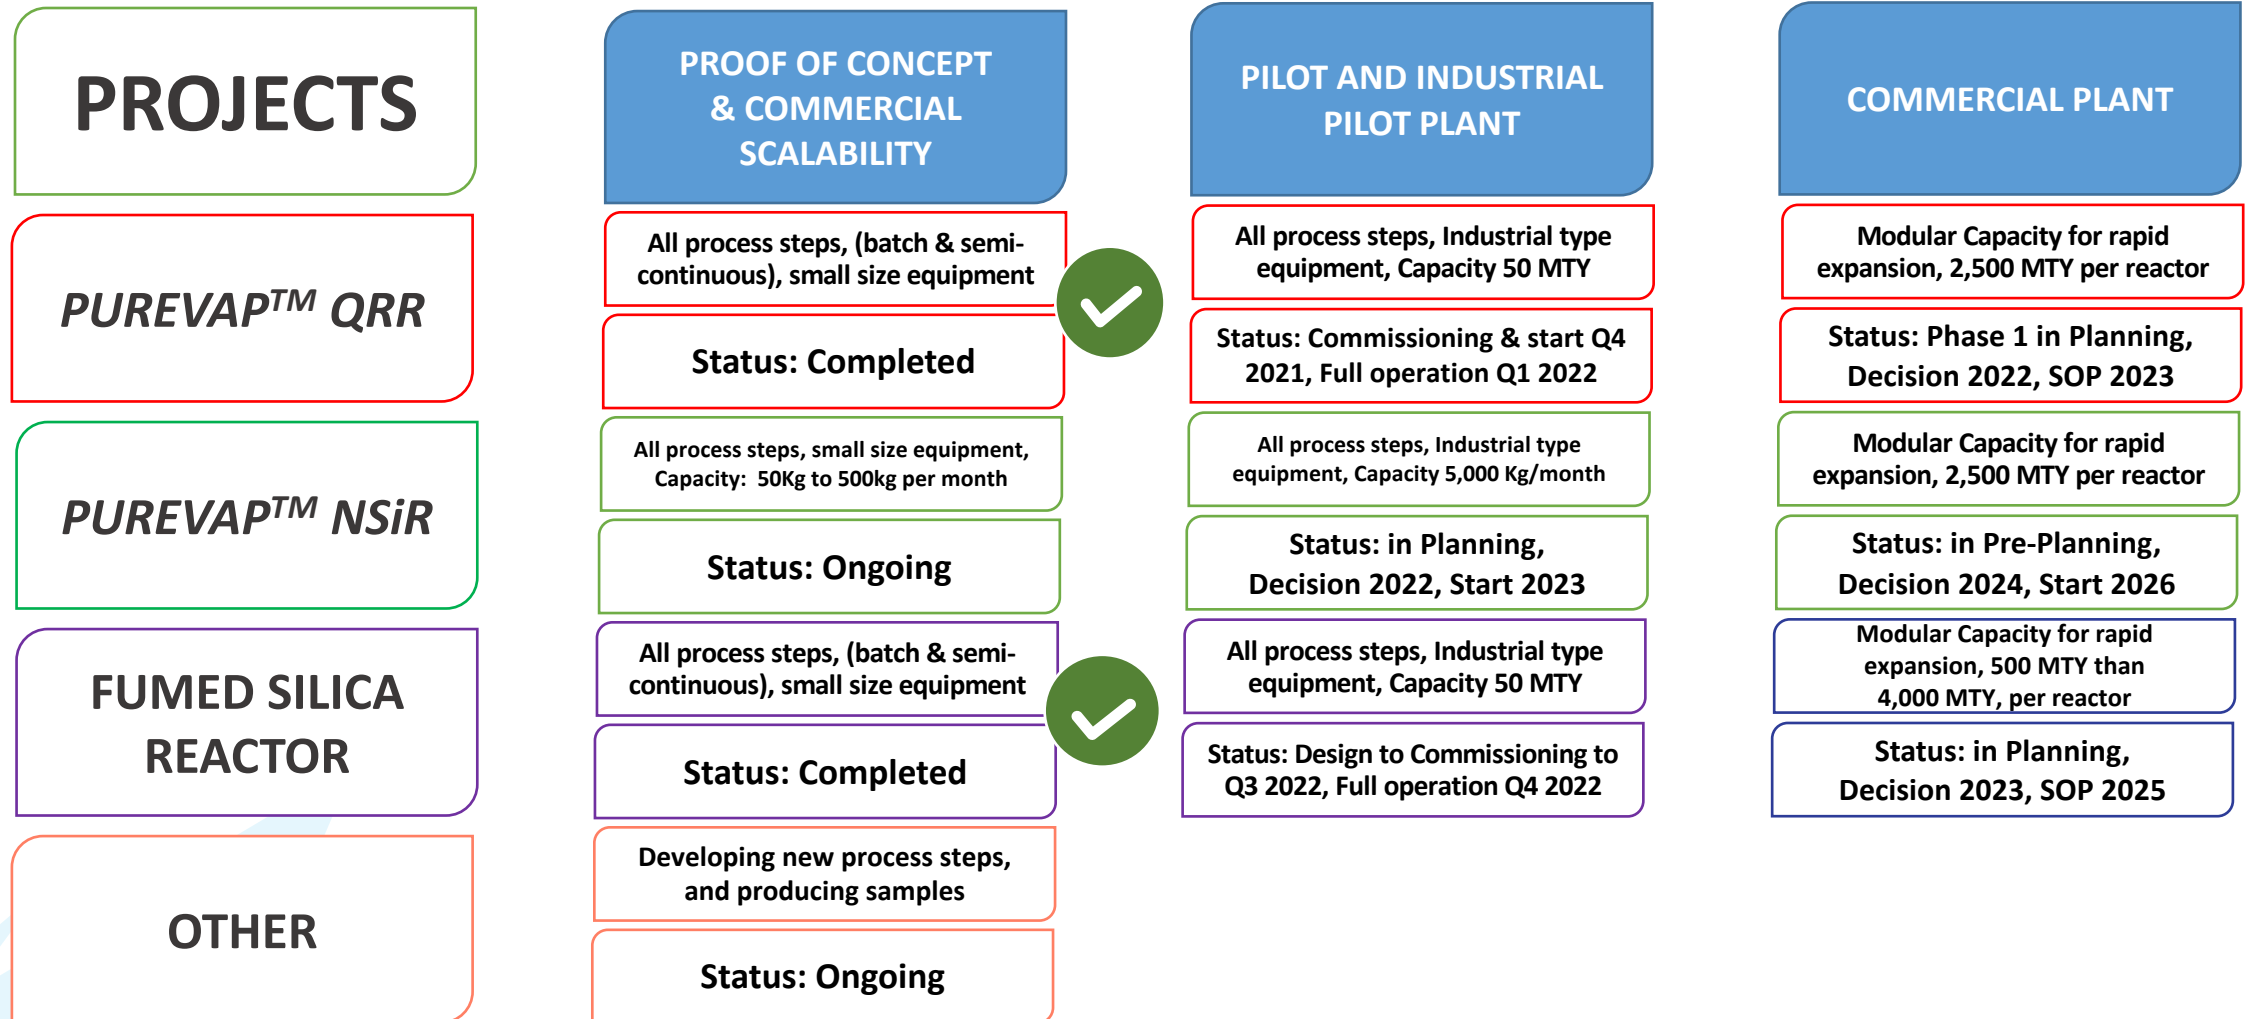 PROJECTS
PROOF OF CONCEPT
& COMMERCIAL
SCALABILITY
PILOT AND INDUSTRIAL
PILOT PLANT
COMMERCIAL PLANT
PUREVAP™ QRR
All process steps, (batch & semi-
continuous), small size equipment
Status: Completed
All process steps, Industrial type
equipment, Capacity 50 MTY
Status: Commissioning & start Q4
2021, Full operation Q1 2022
Modular Capacity for rapid
expansion, 2,500 MTY per reactor
Status: Phase 1 in Planning,
Decision 2022, SOP 2023
PUREVAP™ NSiR
All process steps, small size equipment,
Capacity: 50Kg to 500kg per month
Status: Ongoing
All process steps, Industrial type
equipment, Capacity 5,000 Kg/month
Status: in Planning,
Decision 2022, Start 2023
Modular Capacity for rapid
expansion, 2,500 MTY per reactor
Status: in Pre-Planning,
Decision 2024, Start 2026
FUMED SILICA
REACTOR
All process steps, (batch & semi-
continuous), small size equipment
Status: Completed
All process steps, Industrial type
equipment, Capacity 50 MTY
Status: Design to Commissioning to
Q3 2022, Full operation Q4 2022
Modular Capacity for rapid
expansion, 500 MTY than
4,000 MTY, per reactor
Status: in Planning,
Decision 2023, SOP 2025
OTHER
Developing new process steps,
and producing samples
Status: Ongoing